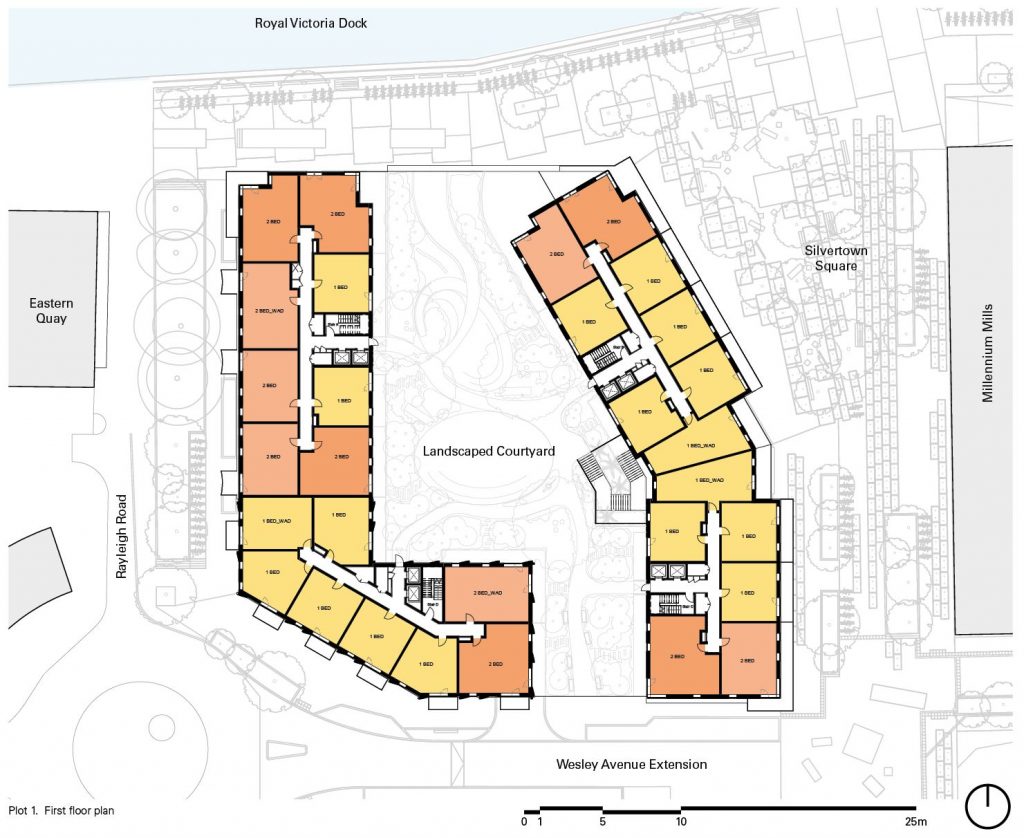 Royal Victoria Dock
Silvertown
Square
Eastern
Quay
Millennium Mills
Landscaped Courtyard
Rayleigh Road
2 BED
2 BED
1 BED
2 BED_WAD
2 BED
1 BED
2 BED
2 BED
1 BED_WAD
1 BED
1 BED
1 BED
1 BED
1 BED
2 BED_WAD
2 BED
2 BED
2 BED
1 BED
1 BED
1 BED
1 BED
1 BED
1 BED_WAD
1 BED_WAD
1 BED
1 BED
1 BED
2 BED
2 BED
Wesley Avenue Extension
Plot 1. First floor plan
0 1 5 10 25m